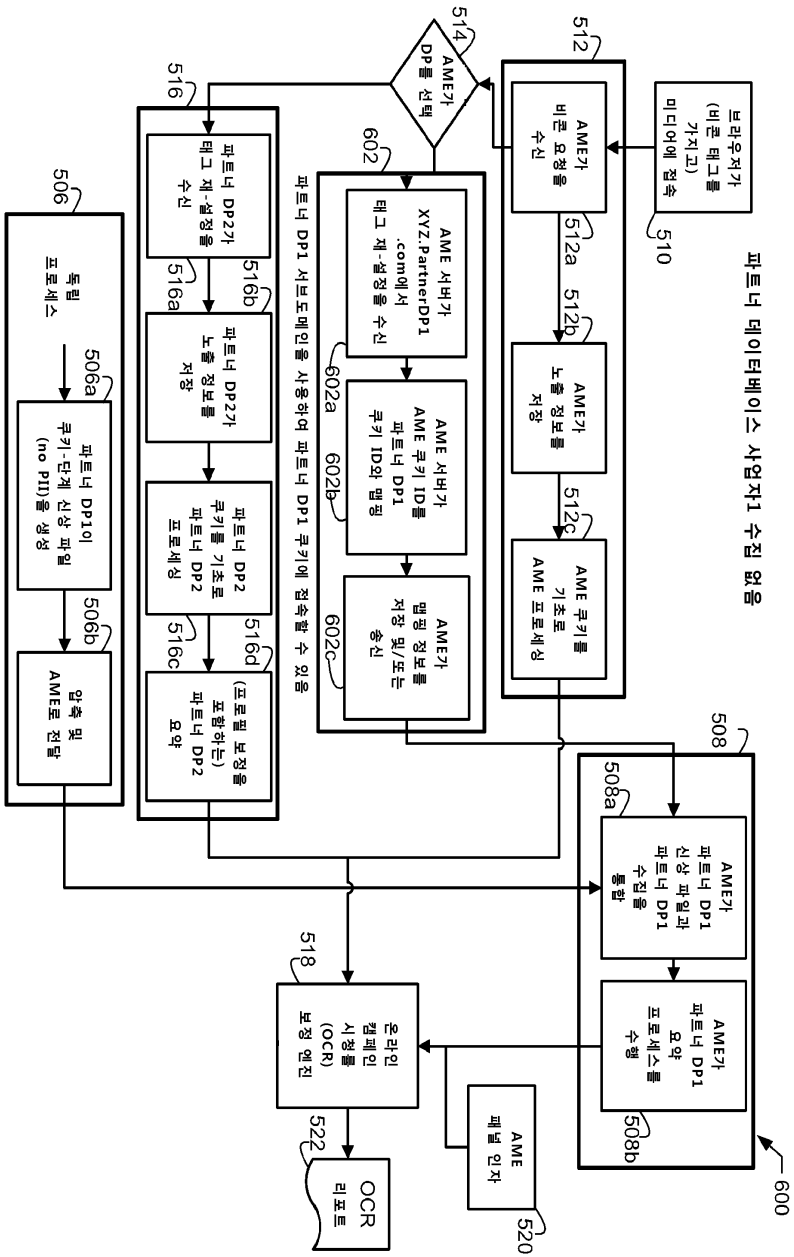 파트너 데이터베이스 사업자1 수집 없음
600
브라우저가
(비콘 태그를
가지고)
미디어에 접속
510
512
AME가
비콘 요청을
수신
512a
AME가
노출 정보를
저장
512b
AME 쿠키를
기초로
AME 프로세싱
512c
AME가
DP를 선택
514
602
AME 서버가
XYZ.PartnerDP1
.com에서
태그 재-설정을 수신
602a
AME 서버가
AME 쿠키 ID를
파트너 DP1
쿠키 ID와 맵핑
602b
AME가
맵핑 정보를
저장 및/또는
송신
602c
파트너 DP1 서브도메인을 사용하여 파트너 DP1 쿠키에 접속할 수 있음
516
파트너 DP2가
태그 재-설정을
수신
516a
파트너 DP2가
노출 정보를
저장
516b
파트너 DP2
쿠키를 기초로
파트너 DP2
프로세싱
516c
(프로필 보정을
포함하는)
파트너 DP2
요약
516d
506
독립
프로세스
파트너 DP1이
쿠키-단계 신상 파일
(no PII)을 생성
506a
압축 및
AME로 전달
506b
508
AME가
파트너 DP1
신상 파일과
파트너 DP1
수집을
통합
508a
AME가
파트너 DP1
요약
프로세스를
수행
508b
온라인
캠페인
시청률
(OCR)
보정 엔진
518
AME
패널 인자
520
OCR
리포트
522